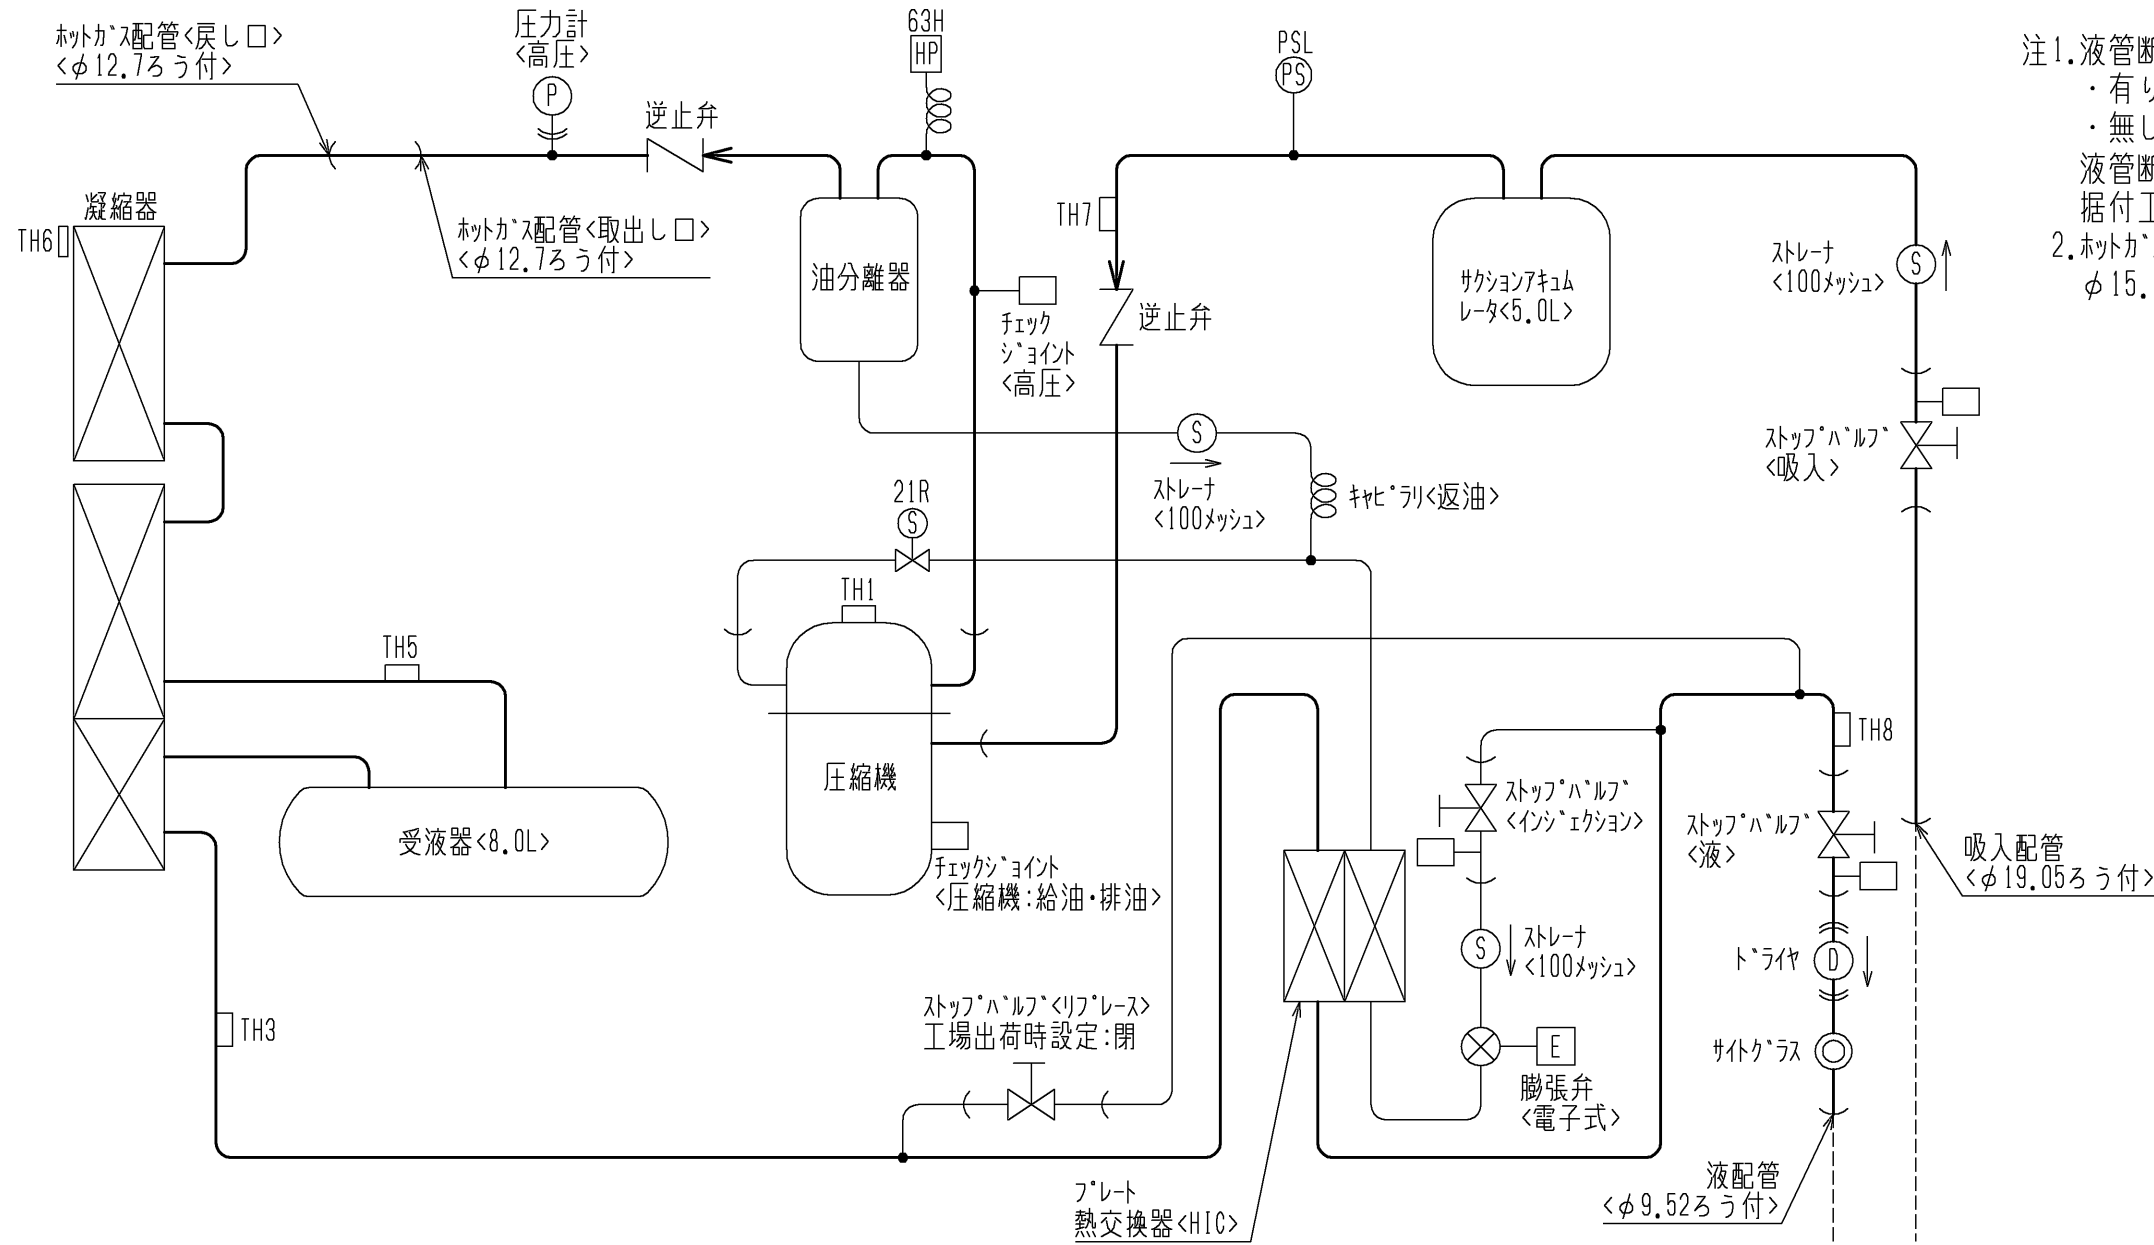 ﾎｯﾄｶﾞｽ配管<戻し口>
<φ12.7ろう付>
圧力計
<高圧>
P
63H
HP
逆止弁
PSL
PS
注1.液管断
・有り
・無し
液管断
据付工
2.ﾎｯﾄｶﾞ
φ15.
凝縮器
TH6
ﾎｯﾄｶﾞｽ配管<取出し口>
<φ12.7ろう付>
油分離器
TH7
ﾁｪｯｸ
ｼﾞｮｲﾝﾄ
<高圧>
逆止弁
ｻｸｼｮﾝｱｷｭﾑ
ﾚｰﾀ<5.0L>
ｽﾄﾚｰﾅ
<100ﾒｯｼｭ>
S
ｽﾄｯﾌﾟﾊﾞﾙﾌﾞ
<吸入>
S
ｽﾄﾚｰﾅ
<100ﾒｯｼｭ>
ｷｬﾋﾟﾗﾘ<返油>
21R
S
TH1
TH5
圧縮機
受液器<8.0L>
ﾁｪｯｸｼﾞｮｲﾝﾄ
<圧縮機:給油・排油>
TH8
ｽﾄｯﾌﾟﾊﾞﾙﾌﾞ
<ｲﾝｼﾞｪｸｼｮﾝ>
ｽﾄｯﾌﾟﾊﾞﾙﾌﾞ
<液>
吸入配管
<φ19.05ろう付>
S
ｽﾄﾚｰﾅ
<100ﾒｯｼｭ>
ﾄﾞﾗｲﾔ
D
TH3
ｽﾄｯﾌﾟﾊﾞﾙﾌﾞ<ﾘﾌﾟﾚｰｽ>
工場出荷時設定:閉
E
膨張弁
<電子式>
ｻｲﾄｸﾞﾗｽ
ﾌﾟﾚｰﾄ
熱交換器<HIC>
液配管
<φ9.52ろう付>